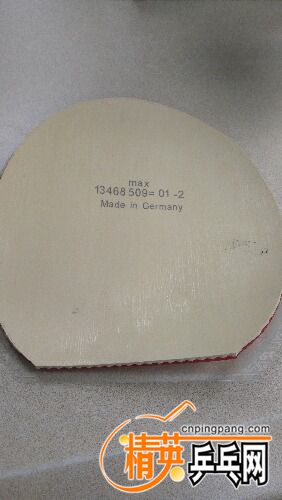 max
13468 509= 01 -2
Made in Germany
cnpingpang.com
精英乒乓网